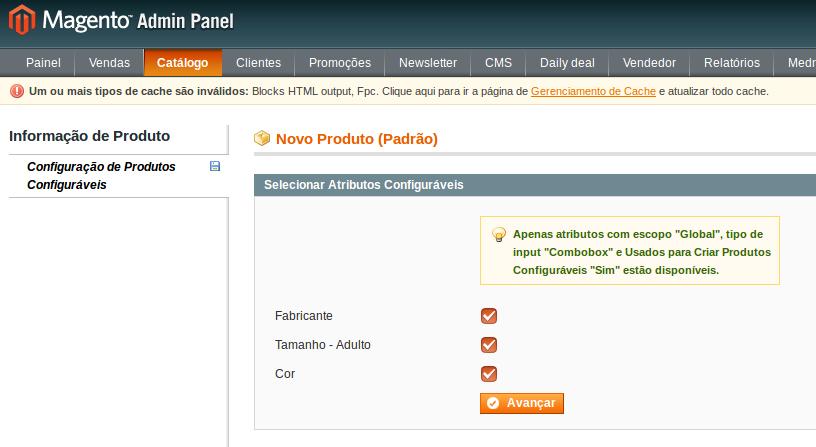 Magento™ Admin Panel
Painel Vendas Catálogo Clientes Promoções Newsletter CMS Daily deal Vendedor Relatórios
Um ou mais tipos de cache são inválidos: Blocks HTML output, Fpc. Clique aqui para ir a página de Gerenciamento de Cache e atualizar todo cache.
Informação de Produto
Configuração de Produtos
Configuráveis
Novo Produto (Padrão)
Selecionar Atributos Configuráveis
Apenas atributos com escopo "Global", tipo de
input "Combobox" e Usados para Criar Produtos
Configuráveis "Sim" estão disponíveis.
Fabricante
Tamanho - Adulto
Cor
Avançar